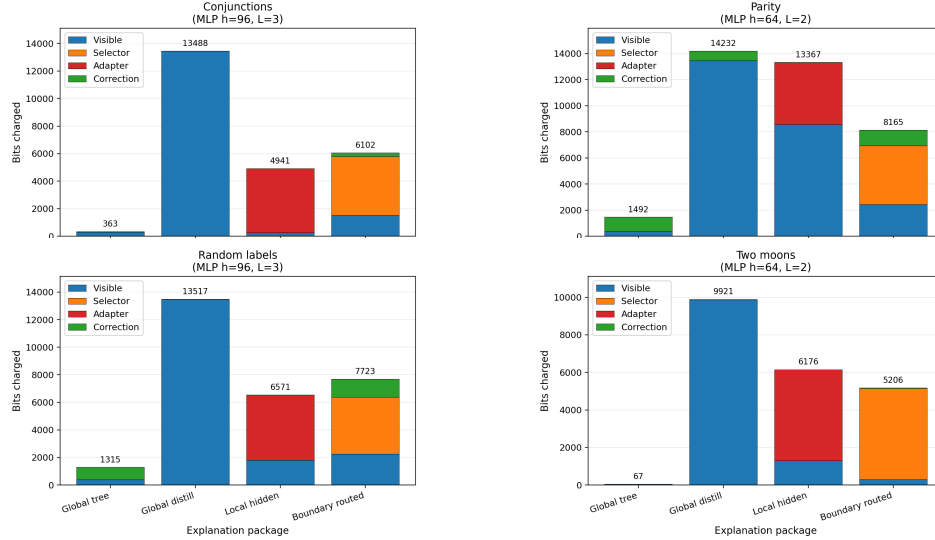 Conjunctions
(MLP h=96, L=3)
Bits charged
14000
12000
10000
8000
6000
4000
2000
0
Visible
Selector
Adapter
Correction
363
13488
4941
6102
Parity
(MLP h=64, L=2)
Bits charged
14000
12000
10000
8000
6000
4000
2000
0
Visible
Selector
Adapter
Correction
1492
14232
13367
8165
Random labels
(MLP h=96, L=3)
Bits charged
14000
12000
10000
8000
6000
4000
2000
0
Visible
Selector
Adapter
Correction
1315
13517
6571
7723
Global tree
Global distill
Local hidden
Boundary routed
Explanation package
Two moons
(MLP h=64, L=2)
Bits charged
10000
8000
6000
4000
2000
0
Visible
Selector
Adapter
Correction
67
9921
6176
5206
Global tree
Global distill
Local hidden
Boundary routed
Explanation package